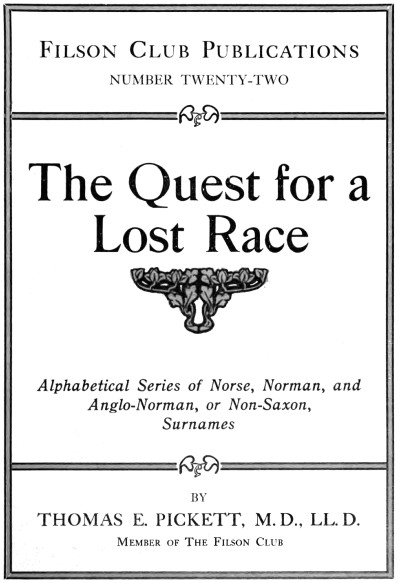 FILSON CLUB PUBLICATIONS
NUMBER TWENTY-TWO
The Quest for a
Lost Race
Alphabetical Series of Norse, Norman, and
Anglo-Norman, or Non-Saxon,
Surnames
BY
THOMAS E. PICKETT, M.D., LL.D.
MEMBER OF THE FILSON CLUB